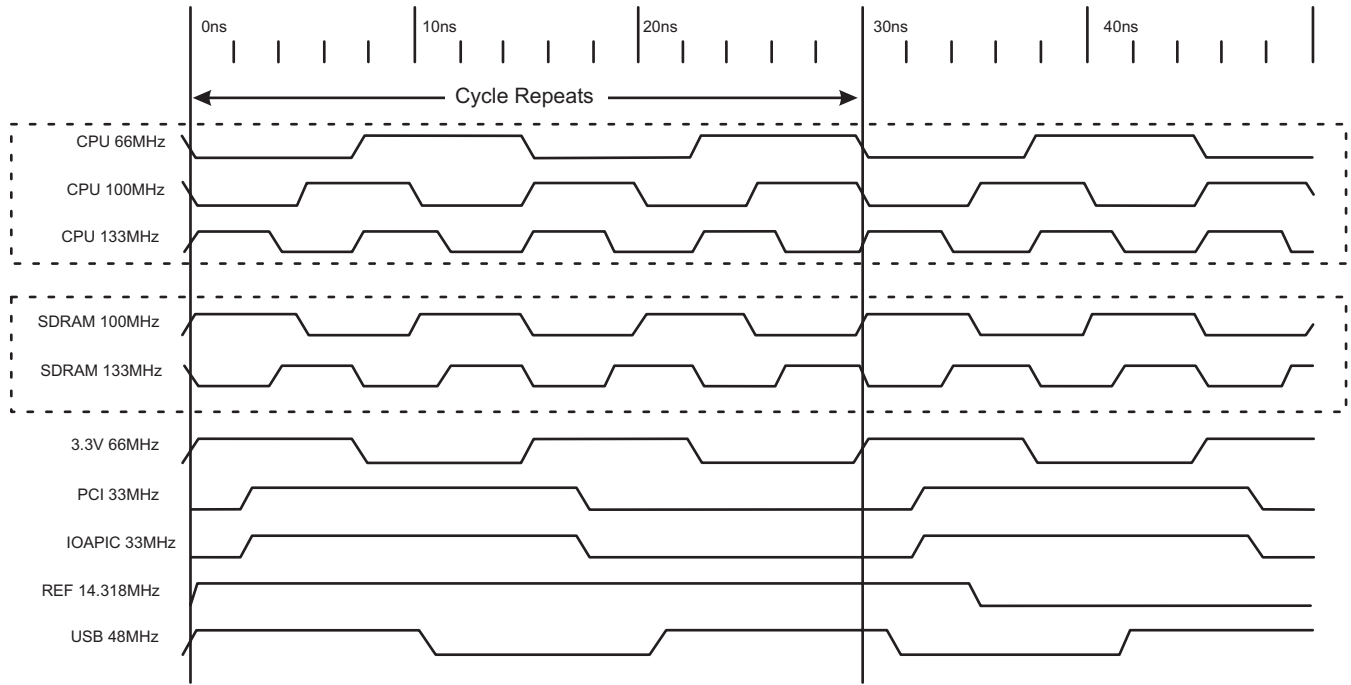 0ns 10ns 20ns 30ns 40ns
Cycle Repeats
CPU 66MHz
CPU 100MHz
CPU 133MHz
SDRAM 100MHz
SDRAM 133MHz
3.3V 66MHz
PCI 33MHz
IOAPIC 33MHz
REF 14.318MHz
USB 48MHz